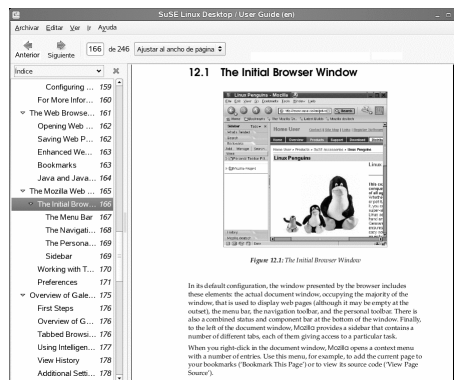 SuSE Linux Desktop / User Guide (en)
Archivar Editar Ver Ir Ayuda
Anterior Siguiente 166 de 246 Ajustar al ancho de página
Índice
Configuring ... 159
For More Infor... 160
The Web Browse... 161
Opening Web ... 162
Saving Web P... 162
Enhanced We... 163
Bookmarks 163
Java and Java... 164
The Mozilla Web ... 165
The Initial Brow... 166
The Menu Bar 167
The Navigati... 168
The Persona... 169
Sidebar 169
Working with T... 170
Preferences 171
Overview of Gale... 175
First Steps 176
Overview of G... 176
Tabbed Browsi... 176
Using Intelligen... 177
View History 178
Additional Setti... 178
12.1 The Initial Browser Window
Linux Penguins - Mozilla
Home User
Linux Penguins
Figure 12.1: The Initial Browser Window
In its default configuration, the window presented by the browser includes
these elements: the actual document window, occupying the majority of the
window, that is used to display web pages (although it may be empty at the
outset), the menu bar, the navigation toolbar, and the personal toolbar. There is
also a combined status and component bar at the bottom of the window. Finally,
to the left of the document window, Mozilla provides a sidebar that contains a
number of different tabs, each of them giving access to a particular task.
When you right-click in the document window, Mozilla opens a context menu
with a number of entries. Use this menu, for example, to add the current page to
your bookmarks ('Bookmark This Page') or to view its source code ('View Page
Source').